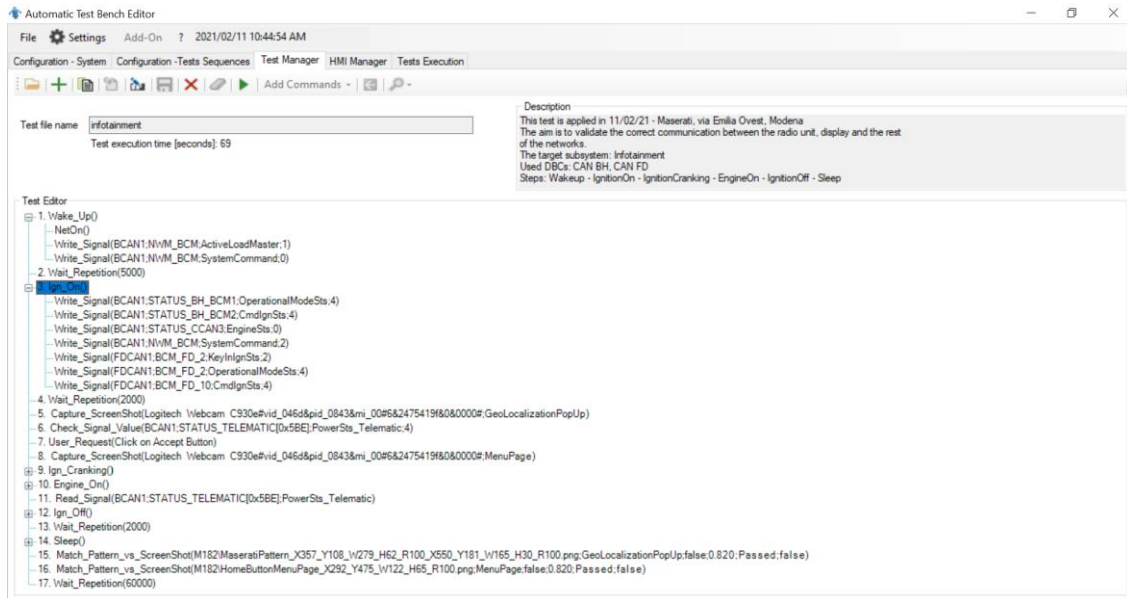 Automatic Test Bench Editor
File Settings Add-On ? 2021/02/11 10:44:54 AM
Configuration - System Configuration -Tests Sequences Test Manager HMI Manager Tests Execution
Add Commands
Description
Test file name infotainment
Test execution time [seconds]: 69
This test is applied in 11/02/21 - Maserati, via Emilia Ovest, Modena
The aim is to validate the correct communication between the radio unit, display and the rest
of the networks.
The target subsystem: Infotainment
Used DBCs: CAN BH, CAN FD
Steps: Wakeup - IgnitionOn - IgnitionCranking - EngineOn - IgnitionOff - Sleep
Test Editor
1. Wake_Up()
NetOn()
Write_Signal(BCAN1;NWM_BCM;ActiveLoadMaster;1)
Write_Signal(BCAN1;NWM_BCM;SystemCommand;0)
2. Wait_Repetition(5000)
3. Ign_On()
Write_Signal(BCAN1;STATUS_BH_BCM1;OperationalModeSts;4)
Write_Signal(BCAN1;STATUS_BH_BCM2;CmdIgnSts;4)
Write_Signal(BCAN1;STATUS_CCAN3;EngineSts;0)
Write_Signal(BCAN1;NWM_BCM;SystemCommand;2)
Write_Signal(FDCAN1;BCM_FD_2;KeyInIgnSts;2)
Write_Signal(FDCAN1;BCM_FD_2;OperationalModeSts;4)
Write_Signal(FDCAN1;BCM_FD_10;CmdIgnSts;4)
4. Wait_Repetition(2000)
5. Capture_ScreenShot(Logitech Webcam C930e#vid_046d&pid_0843&mi_00#6&2475419f&0&0000#;GeoLocalizationPopUp)
6. Check_Signal_Value(BCAN1;STATUS_TELEMATIC[0x5BE];PowerSts_Telematic;4)
7. User_Request(Click on Accept Button)
8. Capture_ScreenShot(Logitech Webcam C930e#vid_046d&pid_0843&mi_00#6&2475419f&0&0000#;MenuPage)
9. Ign_Cranking()
10. Engine_On()
11. Read_Signal(BCAN1;STATUS_TELEMATIC[0x5BE];PowerSts_Telematic)
12. Ign_Off()
13. Wait_Repetition(2000)
14. Sleep()
15. Match_Pattern_vs_ScreenShot(M182\MaseratiPattern_X357_Y108_W279_H62_R100_X550_Y181_W165_H30_R100.png;GeoLocalizationPopUp;false;0.820;Passed;false)
16. Match_Pattern_vs_ScreenShot(M182\HomeButtonMenuPage_X292_Y475_W122_H65_R100.png;MenuPage;false;0.820;Passed;false)
17. Wait_Repetition(60000)